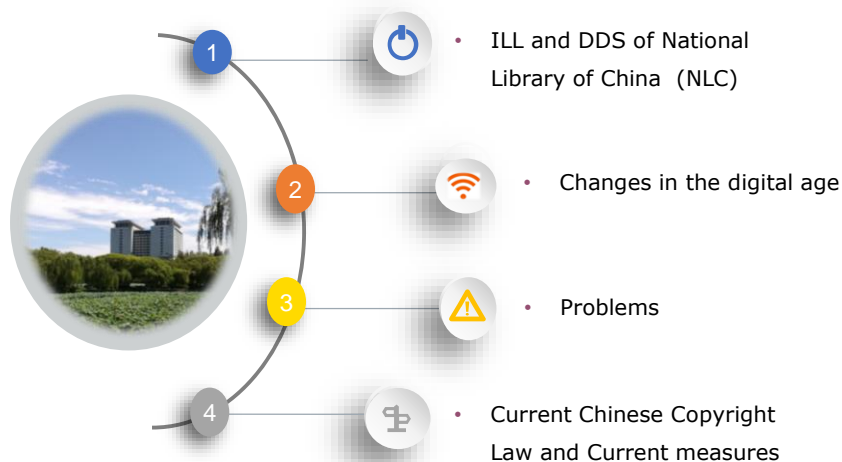 1
• ILL and DDS of National
Library of China (NLC)
2
• Changes in the digital age
3
• Problems
4
• Current Chinese Copyright
Law and Current measures